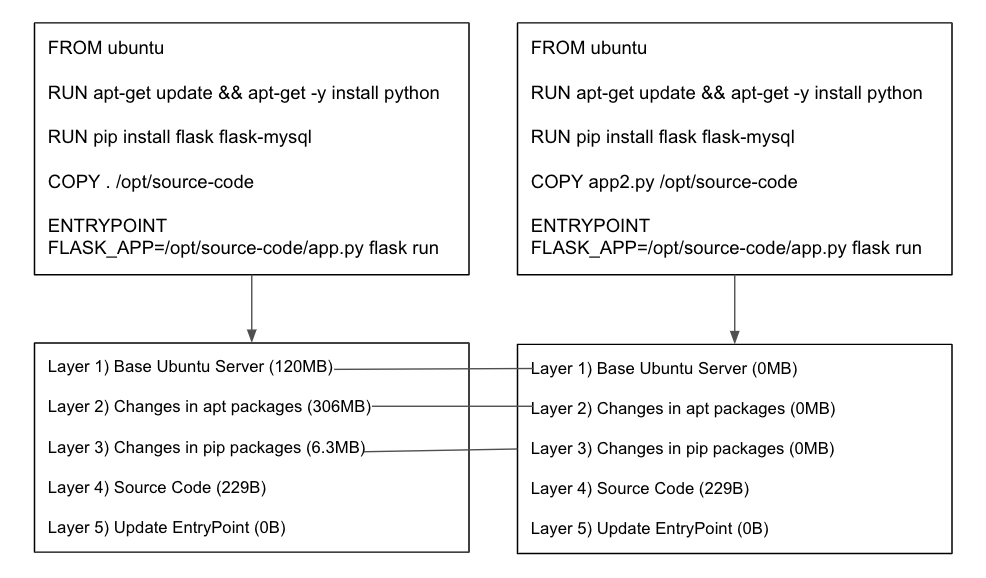 FROM ubuntu
RUN apt-get update && apt-get -y install python
RUN pip install flask flask-mysql
COPY . /opt/source-code
ENTRYPOINT
FLASK_APP=/opt/source-code/app.py flask run
FROM ubuntu
RUN apt-get update && apt-get -y install python
RUN pip install flask flask-mysql
COPY app2.py /opt/source-code
ENTRYPOINT
FLASK_APP=/opt/source-code/app.py flask run
Layer 1) Base Ubuntu Server (120MB)
Layer 2) Changes in apt packages (306MB)
Layer 3) Changes in pip packages (6.3MB)
Layer 4) Source Code (229B)
Layer 5) Update EntryPoint (0B)
Layer 1) Base Ubuntu Server (0MB)
Layer 2) Changes in apt packages (0MB)
Layer 3) Changes in pip packages (0MB)
Layer 4) Source Code (229B)
Layer 5) Update EntryPoint (0B)